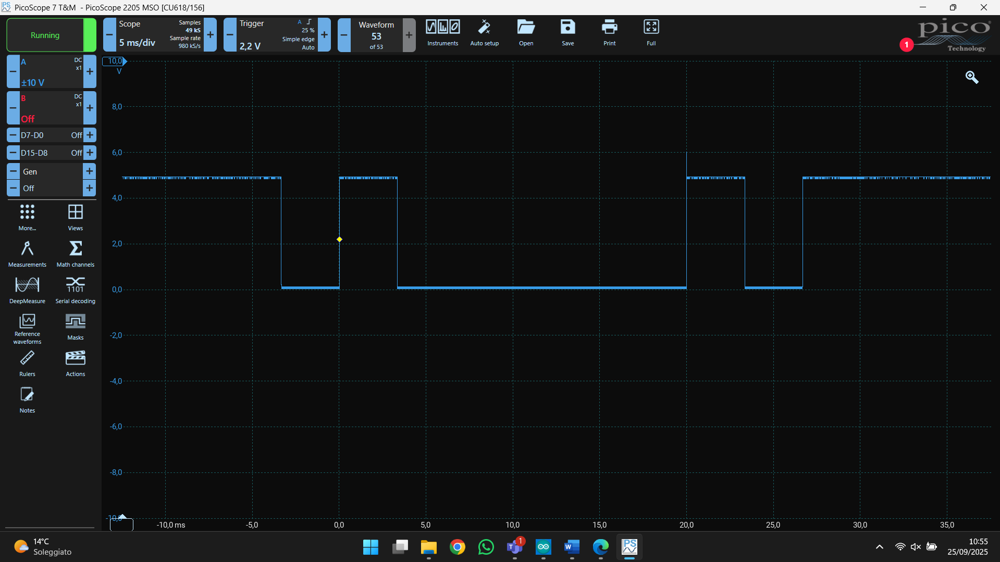 PicoScope 7 T&M - PicoScope 2205 MSO [CU618/156]
Running
Scope
5 ms/div
Samples
49 kS
Sample rate
980 kS/s
Trigger
2,2 V
A
25 %
Simple edge
Auto
Waveform
53
of 53
Instruments
Auto setup
Open
Save
Print
Full
1
pico
Technology
A
DC
x1
±10 V
B
DC
x1
Off
D7-D0 Off
D15-D8 Off
Gen
Off
More...
Views
Measurements
Math channels
DeepMeasure
1101
Serial decoding
Reference
waveforms
Masks
Rulers
Actions
Notes
10,0
V
8,0
6,0
4,0
2,0
0,0
-2,0
-4,0
-6,0
-8,0
-10,0
-10,0 ms -5,0 0,0 5,0 10,0 15,0 20,0 25,0 30,0 35,0
14°C
Soleggiato
1
T
W
PS
10:55
25/09/2025